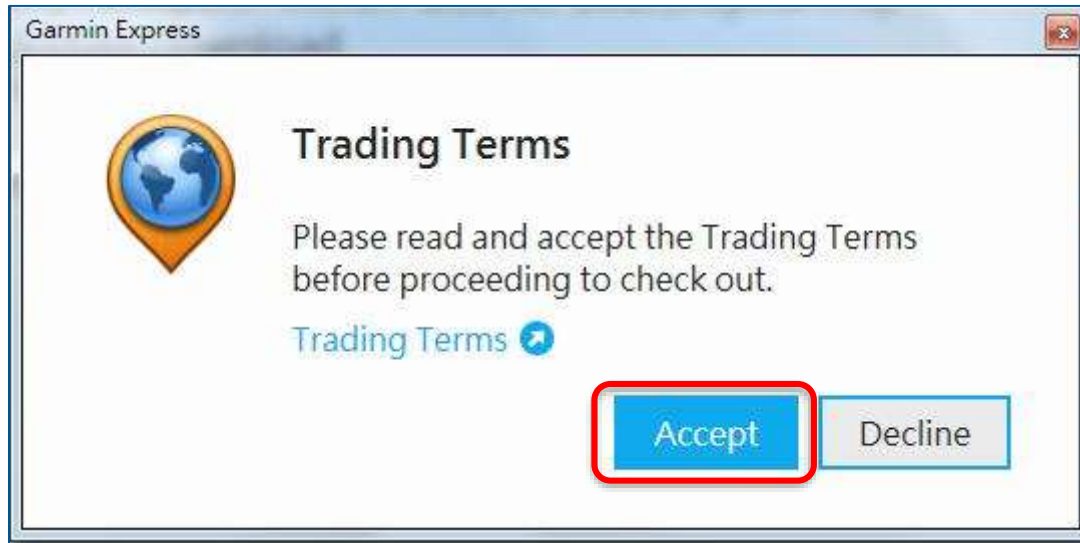 Garmin Express
Trading Terms
Please read and accept the Trading Terms
before proceeding to check out.
Trading Terms
Accept
Decline